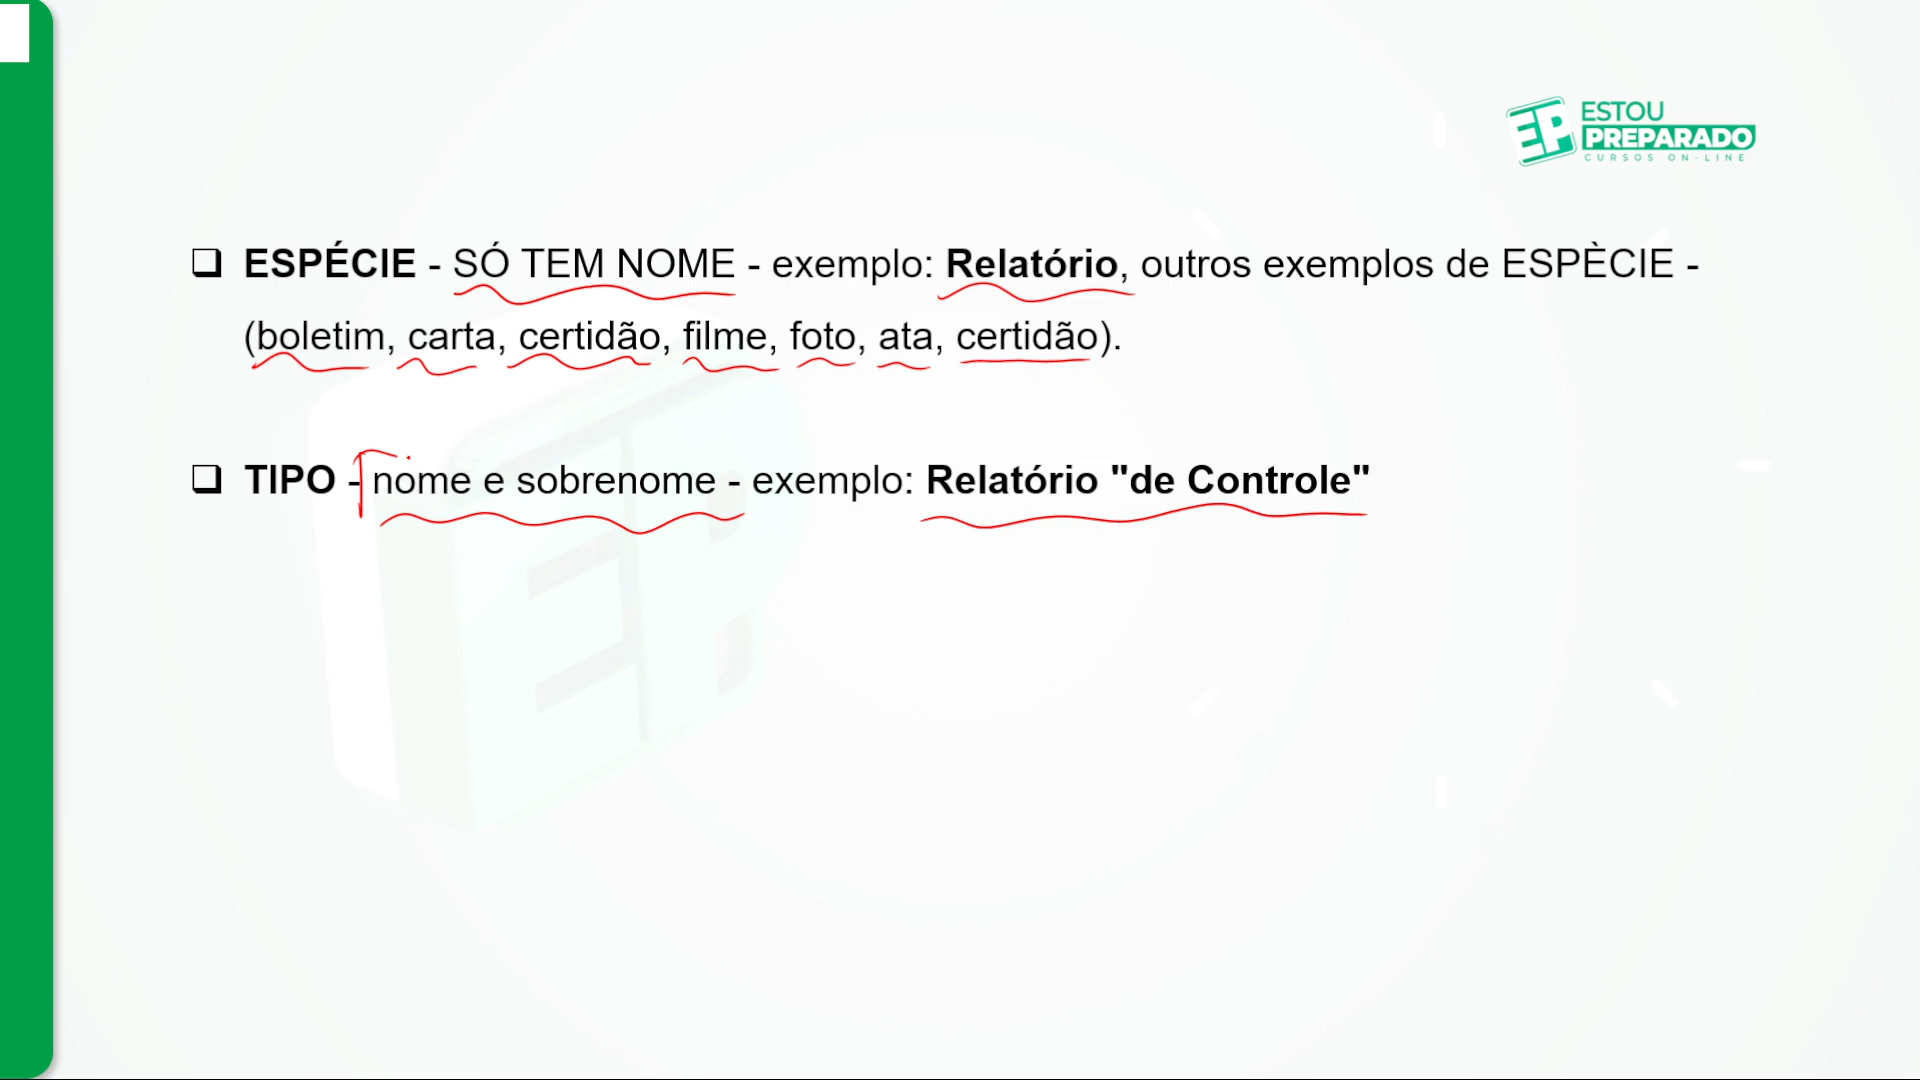 ESTOU
PREPARADO
CURSOS ON-LINE
❑ ESPÉCIE - SÓ TEM NOME - exemplo: Relatório, outros exemplos de ESPÈCIE -
(boletim, carta, certidão, filme, foto, ata, certidão).
❑ TIPO - nome e sobrenome - exemplo: Relatório "de Controle"